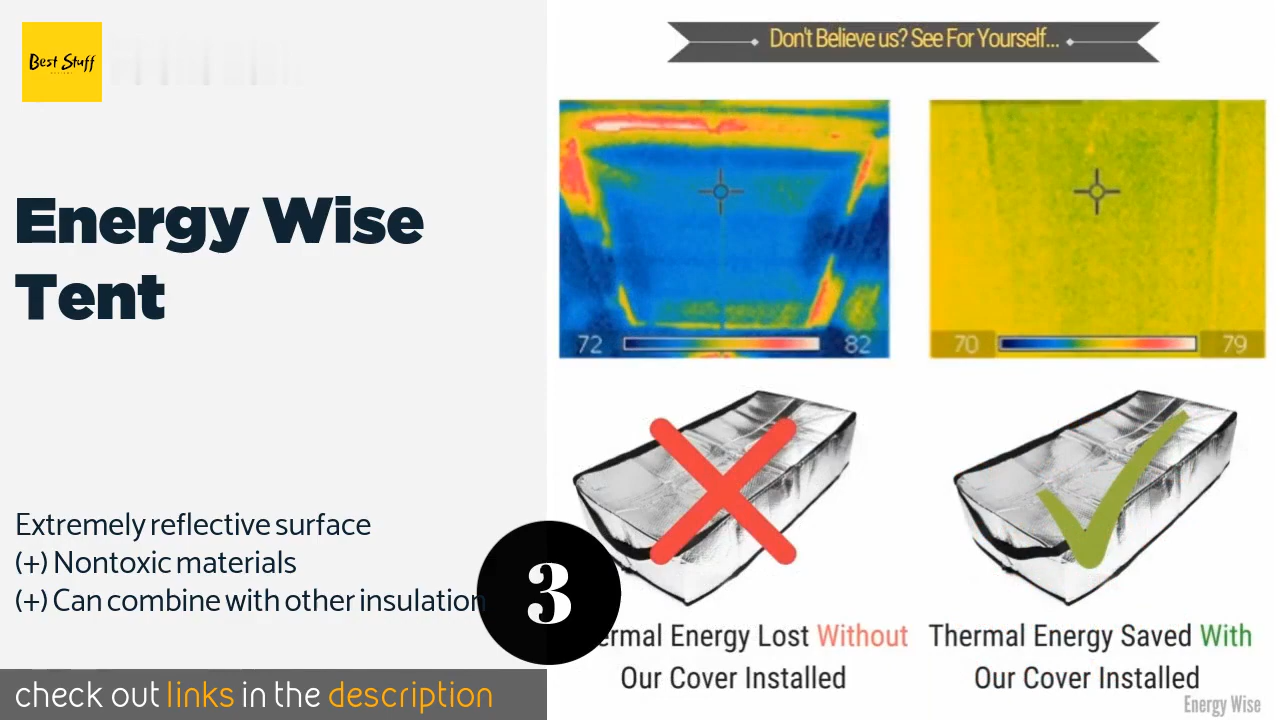 Best Stuff
Don't Believe us? See For Yourself...
Energy Wise
Tent
72
82
70
79
Extremely reflective surface
(+) Nontoxic materials
(+) Can combine with other insulation
3
ermal Energy Lost Without
Our Cover Installed
Thermal Energy Saved With
Our Cover Installed
Energy Wise
check out links in the description